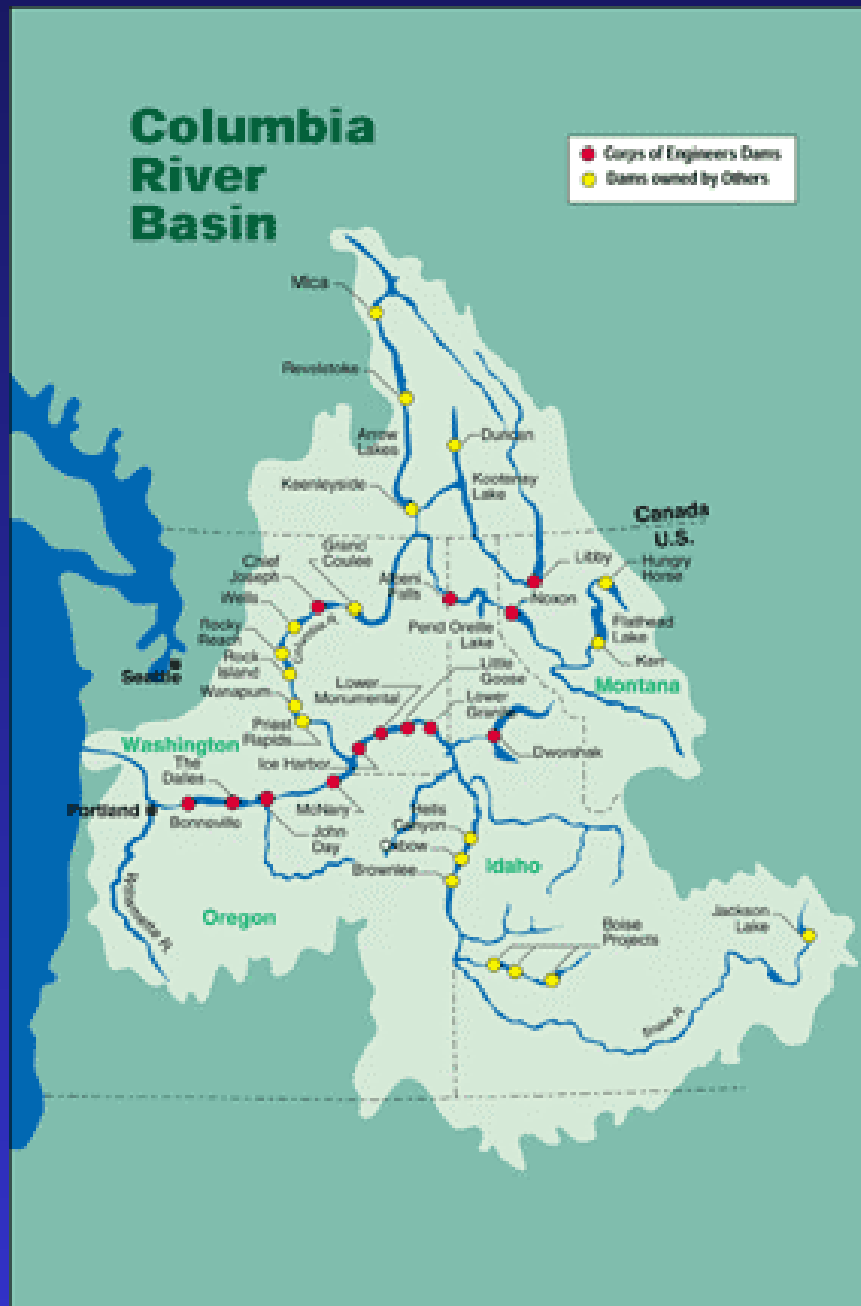 Columbia
River
Basin
Corps of Engineers Dams
Dams owned by Others
Mica
Revelstoke
Arrow
Lakes
Duncan
Keenleyside
Kootenay
Lake
Canada
U.S.
Grand
Coulee
Chief
Joseph
Albeni
Falls
Libby
Hungry
Horse
Wells
Noxon
Columbia R.
Rocky
Reach
Pend Oreille
Lake
Flathead
Lake
Rock
Island
Kerr
Seattle
Little
Goose
Wanapum
Lower
Monumental
Lower
Granite
Montana
Priest
Rapids
Washington
Ice Harbor
Dworshak
The
Dalles
Portland
Bonneville
McNary
John
Day
Hells
Canyon
Oxbow
Brownlee
Idaho
Willamette R.
Oregon
Boise
Projects
Jackson
Lake
Snake R.